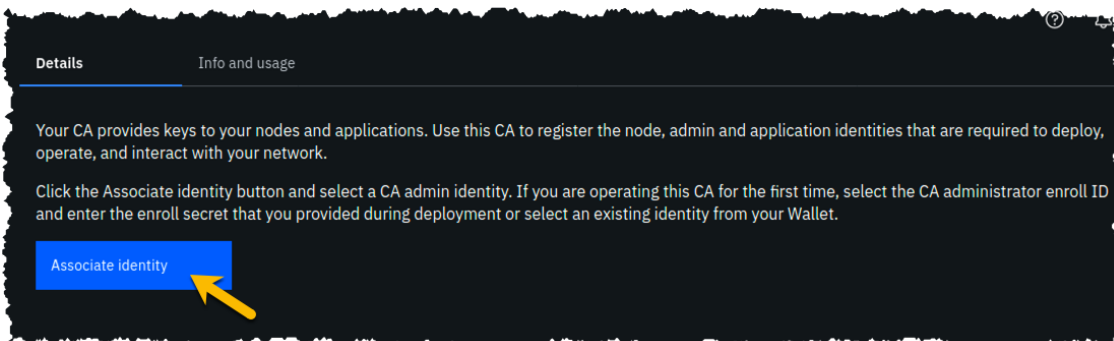 Details
Info and usage
Your CA provides keys to your nodes and applications. Use this CA to register the node, admin and application identities that are required to deploy,
operate, and interact with your network.
Click the Associate identity button and select a CA admin identity. If you are operating this CA for the first time, select the CA administrator enroll ID
and enter the enroll secret that you provided during deployment or select an existing identity from your Wallet.
Associate identity